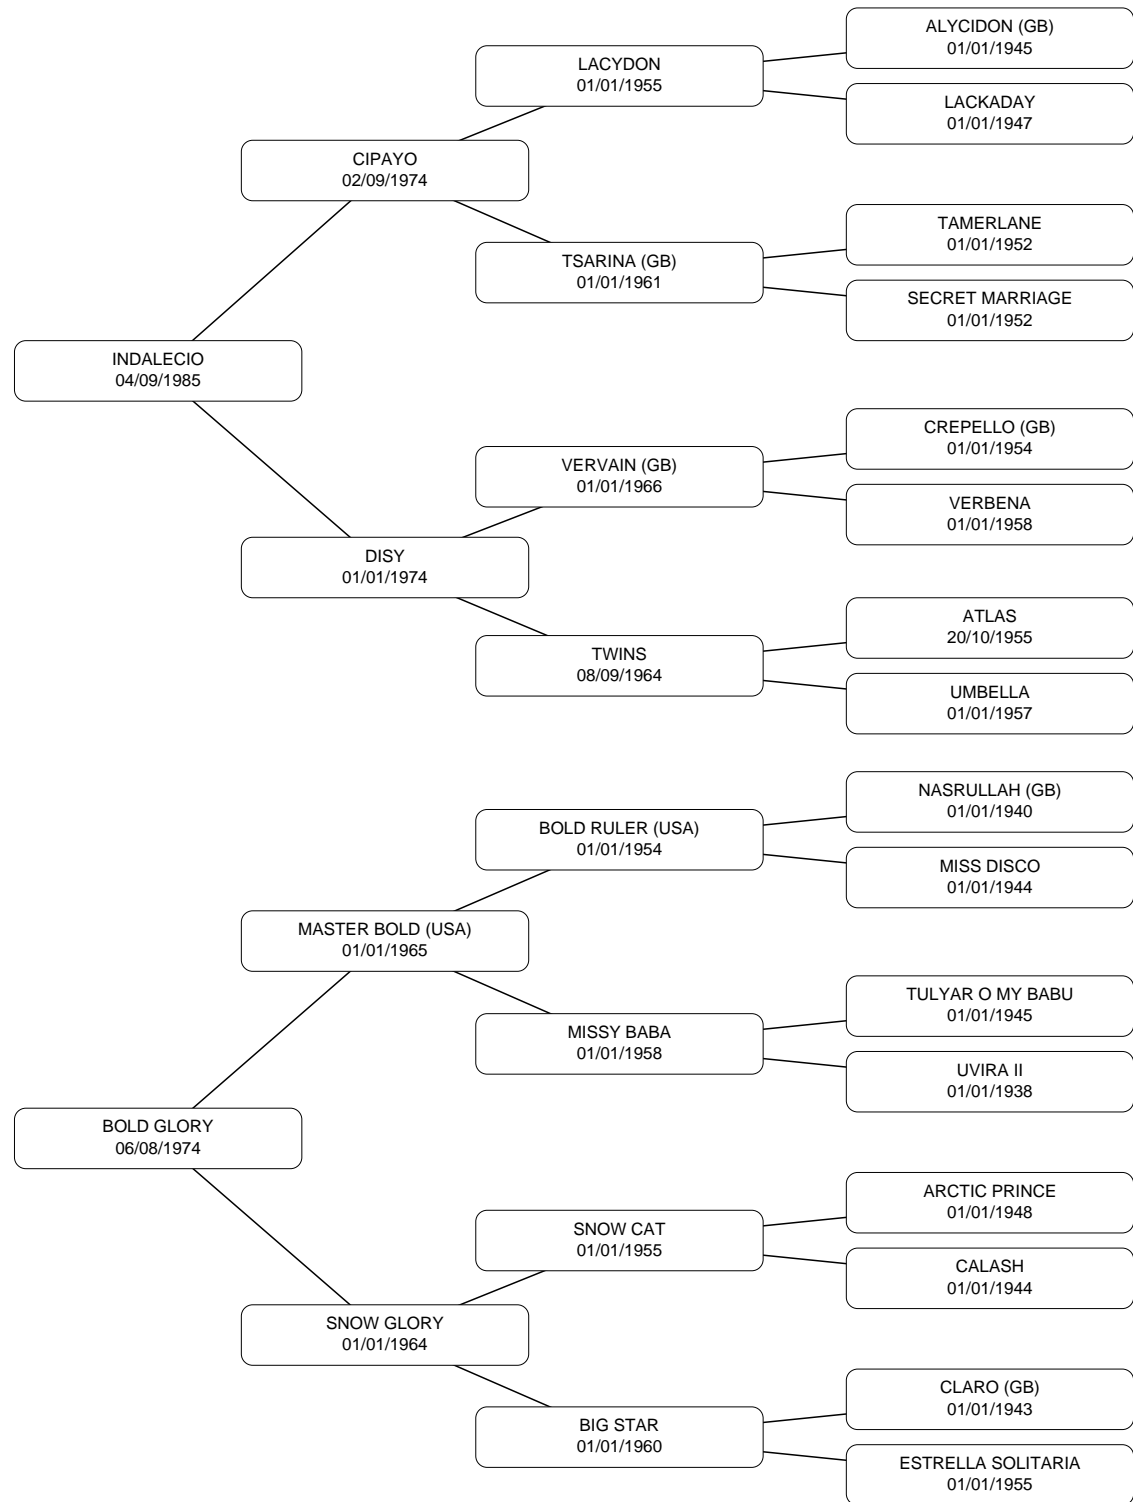 ALYCIDON (GB)
01/01/1945
LACYDON
01/01/1955
LACKADAY
01/01/1947
CIPAYO
02/09/1974
TAMERLANE
01/01/1952
TSARINA (GB)
01/01/1961
SECRET MARRIAGE
01/01/1952
INDALECIO
04/09/1985
CREPELLO (GB)
01/01/1954
VERVAIN (GB)
01/01/1966
VERBENA
01/01/1958
DISY
01/01/1974
ATLAS
20/10/1955
TWINS
08/09/1964
UMBELLA
01/01/1957
NASRULLAH (GB)
01/01/1940
BOLD RULER (USA)
01/01/1954
MISS DISCO
01/01/1944
MASTER BOLD (USA)
01/01/1965
TULYAR O MY BABU
01/01/1945
MISSY BABA
01/01/1958
UVIRA II
01/01/1938
BOLD GLORY
06/08/1974
ARCTIC PRINCE
01/01/1948
SNOW CAT
01/01/1955
CALASH
01/01/1944
SNOW GLORY
01/01/1964
CLARO (GB)
01/01/1943
BIG STAR
01/01/1960
ESTRELLA SOLITARIA
01/01/1955